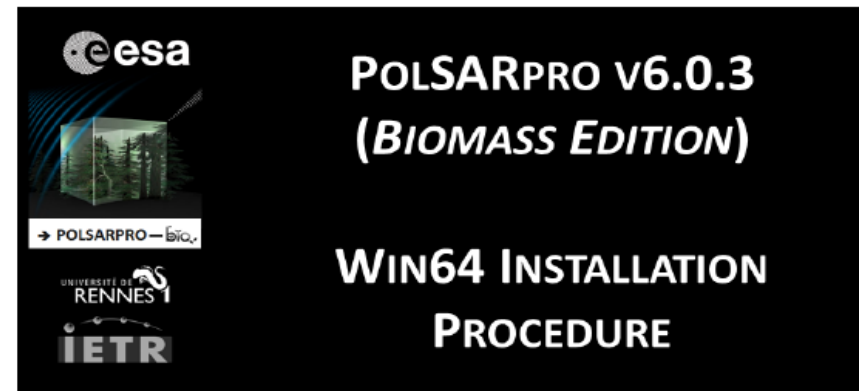 esa
→ POLSARPRO—BIO
UNIVERSITÉ DE
RENNES 1
IETR
POLSARPRO V6.0.3
(BIOMASS EDITION)
WIN64 INSTALLATION
PROCEDURE